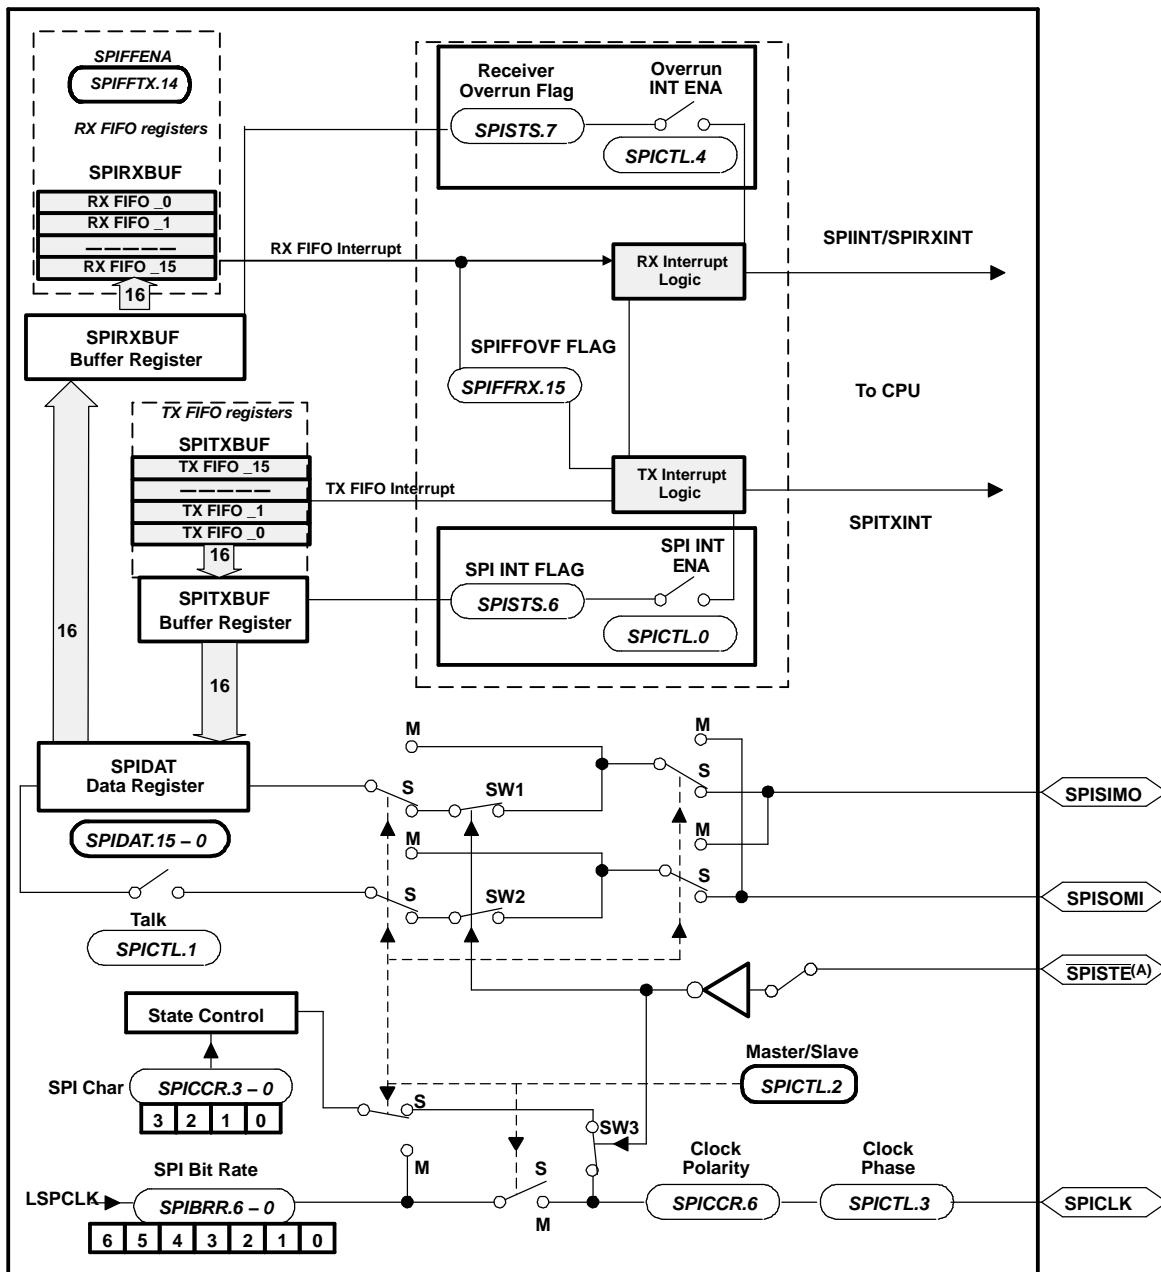 SPIFFENA
SPIFFTX.14
RX FIFO registers
SPIRXBUF
RX FIFO _0
RX FIFO _1
— — — — —
RX FIFO _15
16
SPIRXBUF
Buffer Register
Receiver
Overrun Flag
Overrun
INT ENA
SPISTS.7
SPICTL.4
RX FIFO Interrupt
RX Interrupt
Logic
SPIINT/SPIRXINT
SPIFFOVF FLAG
SPIFFRX.15
To CPU
TX FIFO registers
SPITXBUF
TX FIFO _15
— — — — —
TX FIFO _1
TX FIFO _0
16
TX FIFO Interrupt
TX Interrupt
Logic
SPITXINT
SPITXBUF
Buffer Register
SPI INT FLAG
SPI INT
ENA
SPISTS.6
SPICTL.0
16
16
SPIDAT
Data Register
SPIDAT.15 – 0
M
S
SW1
M
S
SPISIMO
M
S
SW2
M
S
SPISOMI
Talk
SPICTL.1
SPISTE(A)
State Control
SPI Char
SPICCR.3 – 0
3 2 1 0
Master/Slave
SPICTL.2
S
M
SW3
S
M
SPI Bit Rate
LSPCLK
SPIBRR.6 – 0
6 5 4 3 2 1 0
Clock
Polarity
SPICCR.6
Clock
Phase
SPICTL.3
SPICLK